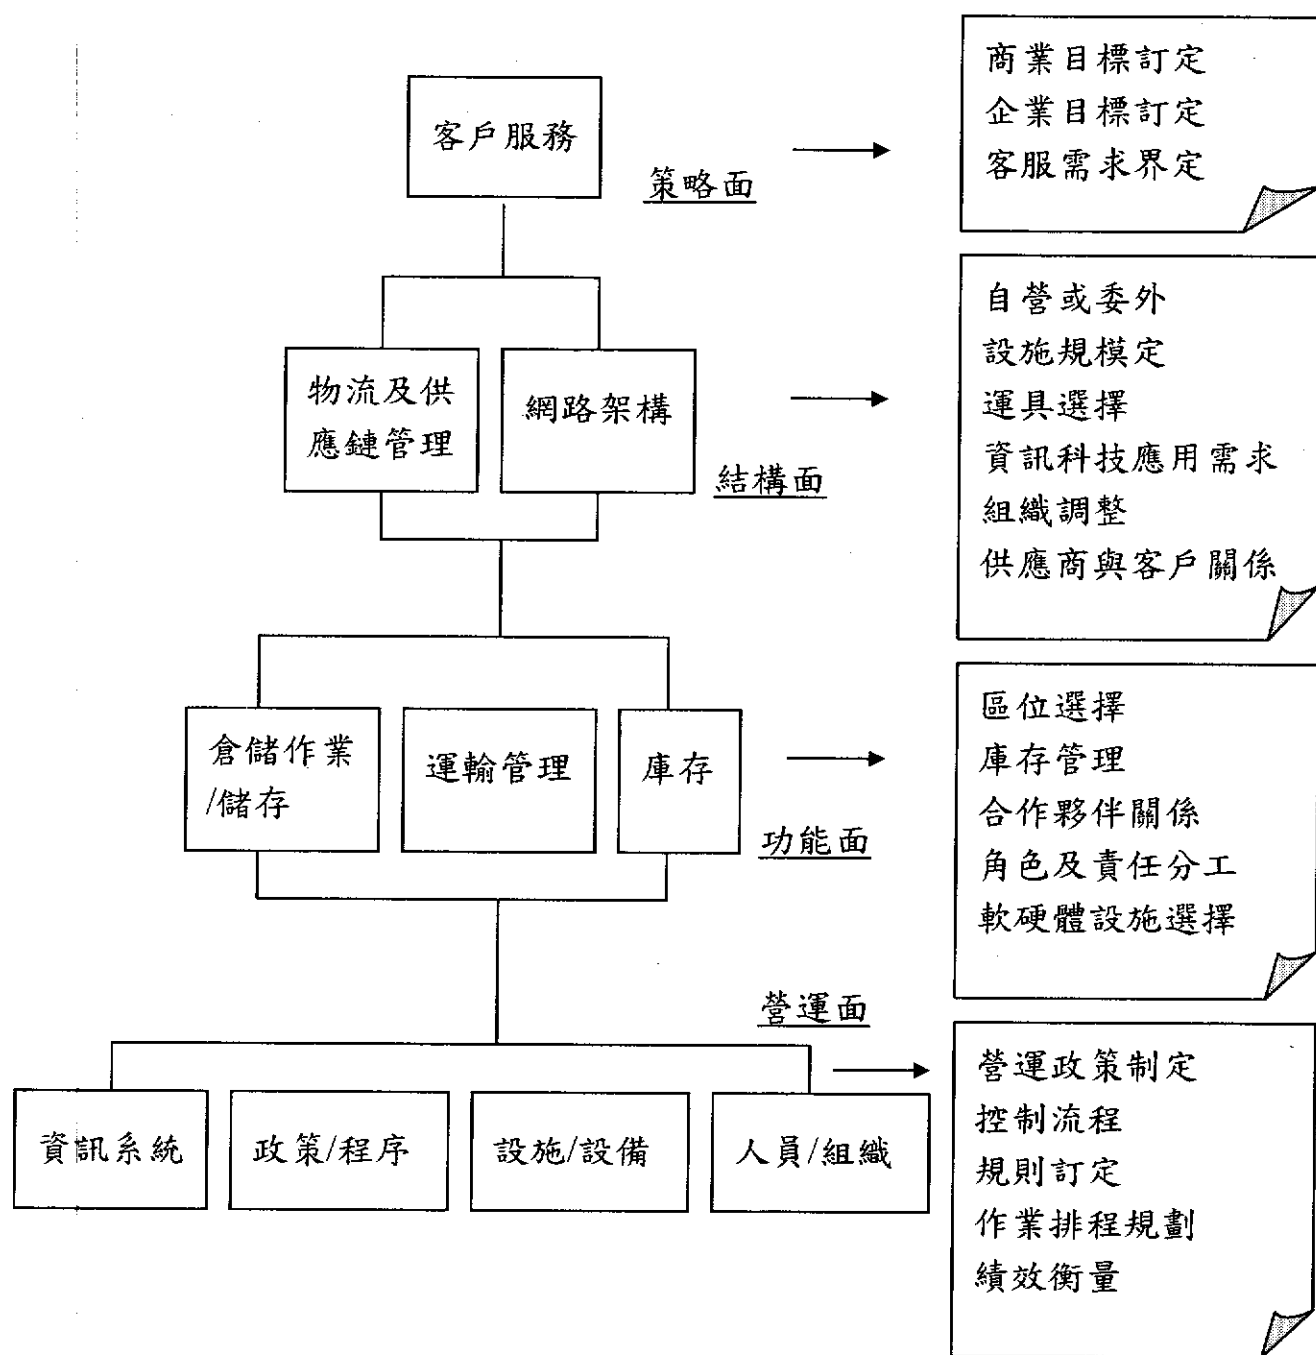 客戶服務
策略面
商業目標訂定
企業目標訂定
客服需求界定
物流及供
應鏈管理
網路架構
結構面
自營或委外
設施規模定
運具選擇
資訊科技應用需求
組織調整
供應商與客戶關係
倉儲作業
/儲存
運輸管理
庫存
功能面
區位選擇
庫存管理
合作夥伴關係
角色及責任分工
軟硬體設施選擇
營運面
資訊系統
政策/程序
設施/設備
人員/組織
營運政策制定
控制流程
規則訂定
作業排程規劃
績效衡量